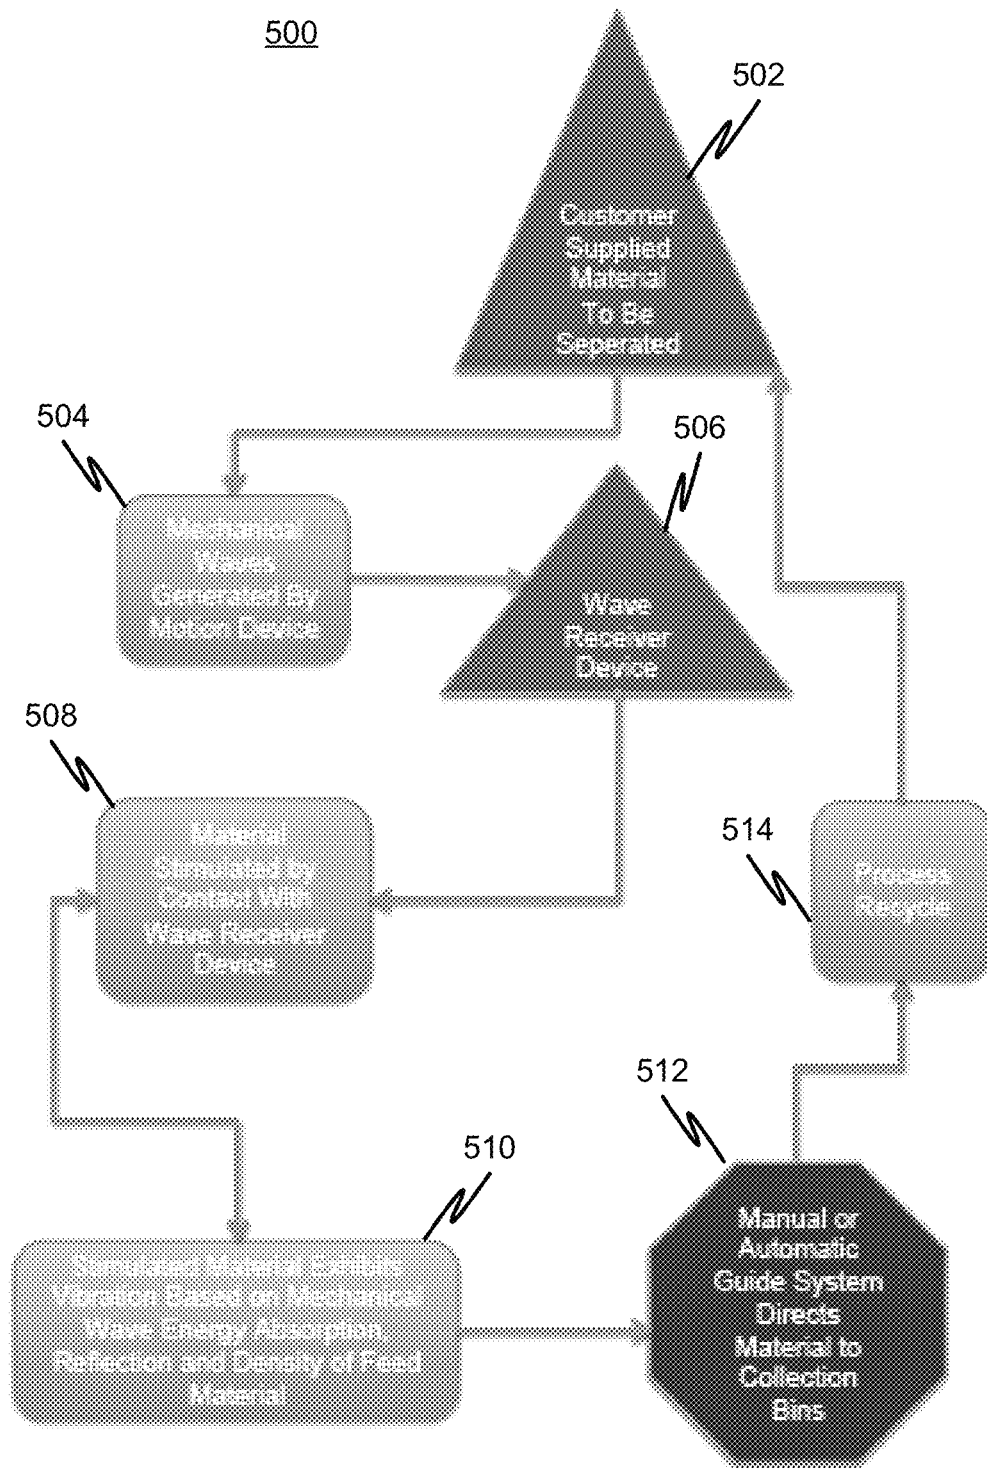 500
502
Customer
Supplied
Material
To Be
Seperated
504
Mechanical
Waves
Generated By
Motion Device
506
Wave
Receiver
Device
508
Material
Stimulated by
Contact With
Wave Receiver
Device
514
Process
Recycle
510
Stimulated Material Exhibits
Vibration Based on Mechanical
Wave Energy Absorption,
Reflection and Density of Feed
Material
512
Manual or
Automatic
Guide System
Directs
Material to
Collection
Bins